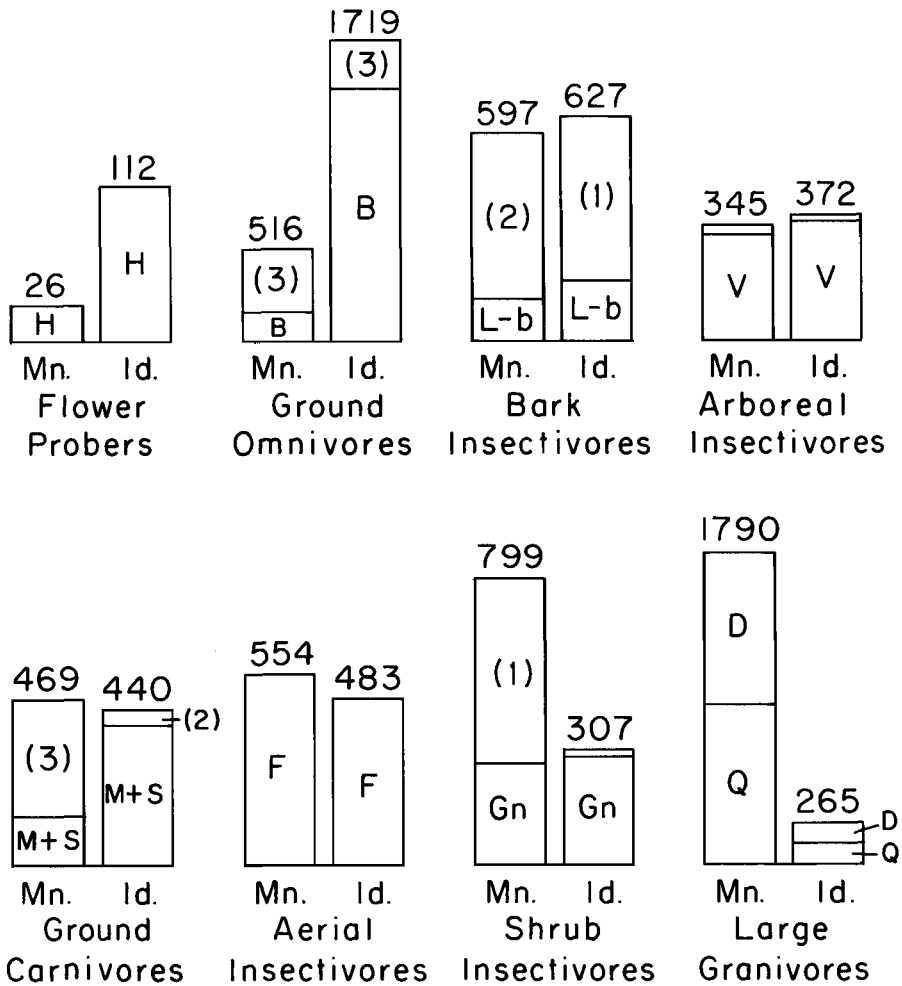 26
H
112
H
Mn. Id.
Flower
Probers
516
(3)
B
1719
(3)
B
Mn. Id.
Ground
Omnivores
597
(2)
L-b
627
(1)
L-b
Mn. Id.
Bark
Insectivores
345
V
372
V
Mn. Id.
Arboreal
Insectivores
469
(3)
M+S
440
(2)
M+S
Mn. Id.
Ground
Carnivores
554
F
483
F
Mn. Id.
Aerial
Insectivores
799
(1)
Gn
307
Gn
Mn. Id.
Shrub
Insectivores
1790
D
Q
265
D
Q
Mn. Id.
Large
Granivores